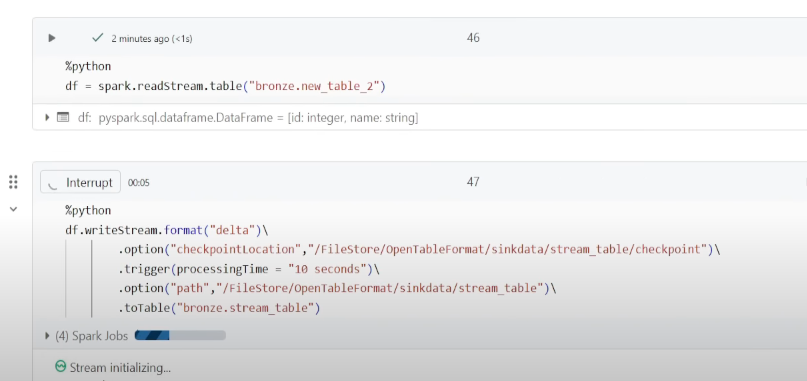 2 minutes ago (<1s)
46
%python
df = spark.readStream.table("bronze.new_table_2")
df: pyspark.sql.dataframe.DataFrame = [id: integer, name: string]
Interrupt
00:05
47
%python
df.writeStream.format("delta")\
.option("checkpointLocation","/FileStore/OpenTableFormat/sinkdata/stream_table/checkpoint")\
.trigger(processingTime = "10 seconds")\
.option("path","/FileStore/OpenTableFormat/sinkdata/stream_table")\
.toTable("bronze.stream_table")
(4) Spark Jobs
Stream initializing...